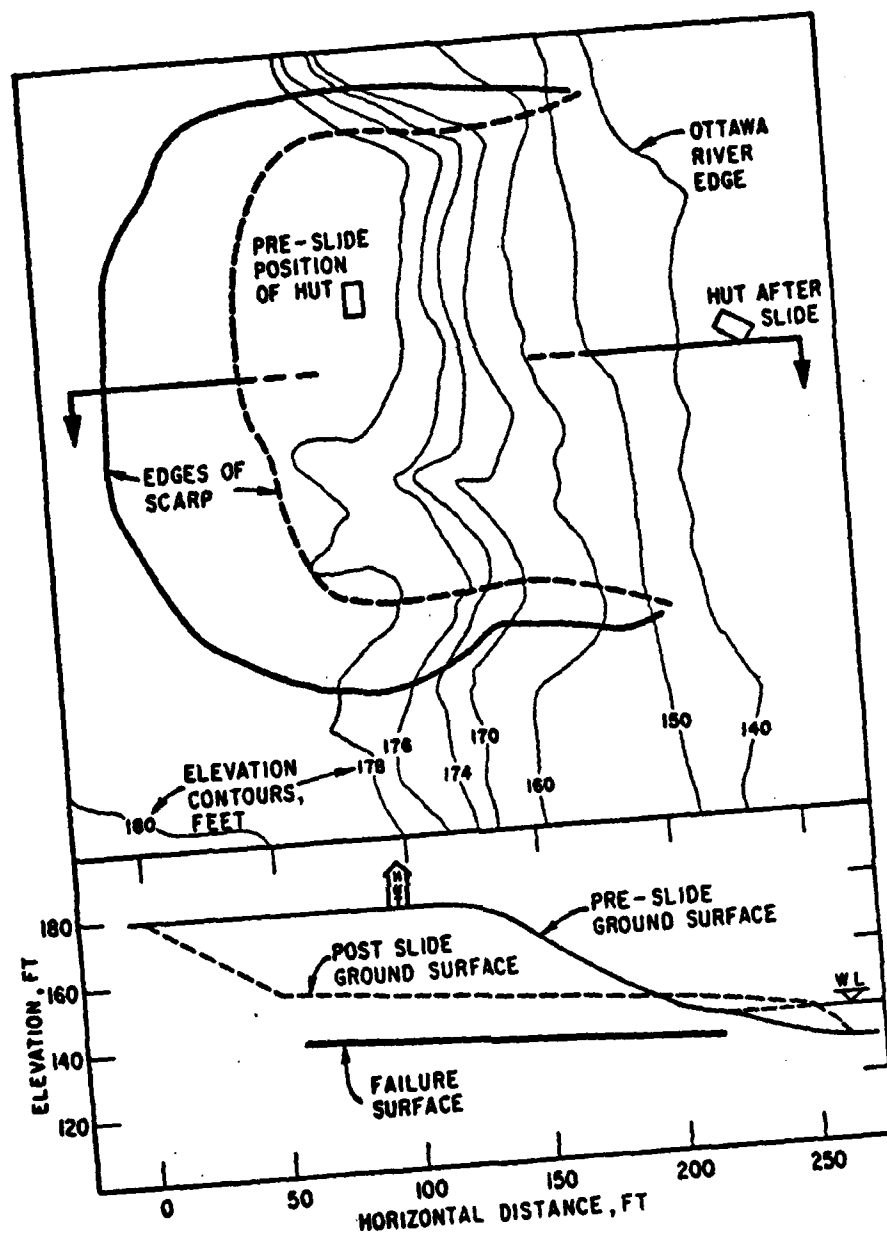 OTTAWA
RIVER
EDGE
PRE-SLIDE
POSITION
OF HUT
HUT AFTER
SLIDE
EDGES OF
SCARP
ELEVATION
CONTOURS,
FEET
180
178
176
174
170
160
150
140
HUT
PRE-SLIDE
GROUND SURFACE
POST SLIDE
GROUND SURFACE
WL
FAILURE
SURFACE
ELEVATION, FT
180
160
140
120
0
50
100
150
200
250
HORIZONTAL DISTANCE, FT